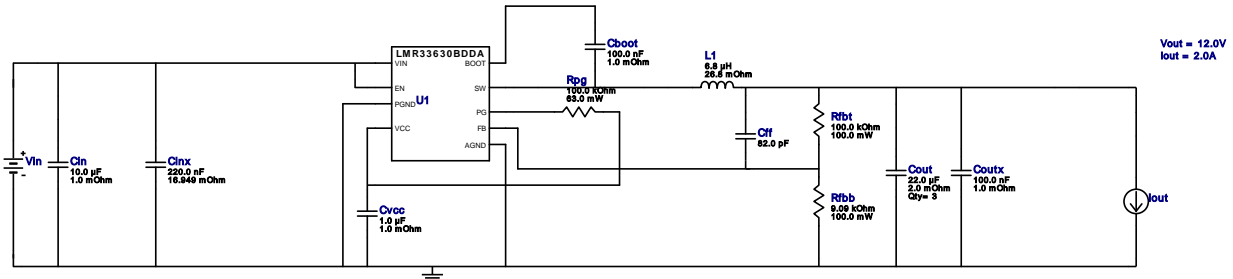 Vin
+
-
Cin
10.0 µF
1.0 mOhm
Cinx
220.0 nF
16.949 mOhm
LMR33630BDDA
VIN
BOOT
EN
SW
PGND
U1
PG
VCC
FB
AGND
Cvcc
1.0 µF
1.0 mOhm
Cboot
100.0 nF
1.0 mOhm
Rpg
100.0 kOhm
63.0 mW
L1
6.8 µH
26.8 mOhm
Cff
82.0 pF
Rfbt
100.0 kOhm
100.0 mW
Rfbb
9.09 kOhm
100.0 mW
Cout
22.0 µF
2.0 mOhm
Qty= 3
Coutx
100.0 nF
1.0 mOhm
Iout
Vout = 12.0V
Iout = 2.0A